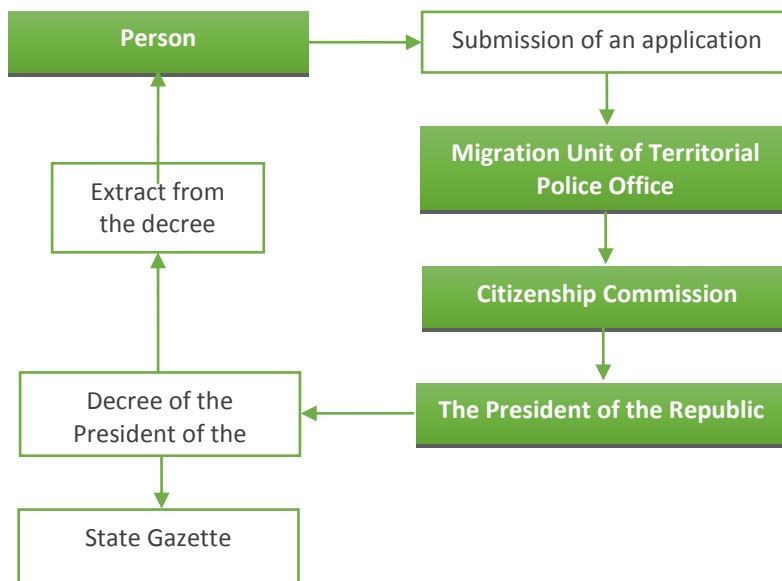 Person
Submission of an application
Migration Unit of Territorial
Police Office
Extract from
the decree
Citizenship Commission
Decree of the
President of the
The President of the Republic
State Gazette